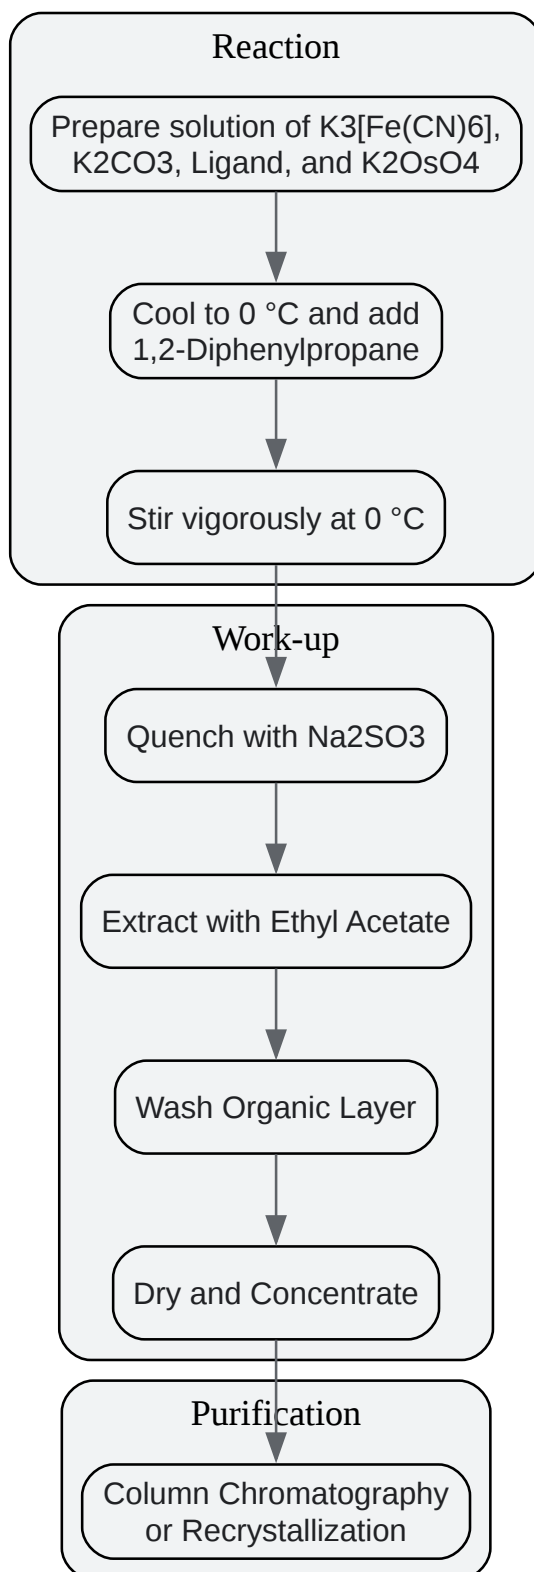 Reaction
Prepare solution of K3[Fe(CN)6],
K2CO3, Ligand, and K2OsO4
Cool to 0 °C and add
1,2-Diphenylpropane
Stir vigorously at 0 °C
Work-up
Quench with Na2SO3
Extract with Ethyl Acetate
Wash Organic Layer
Dry and Concentrate
Purification
Column Chromatography
or Recrystallization